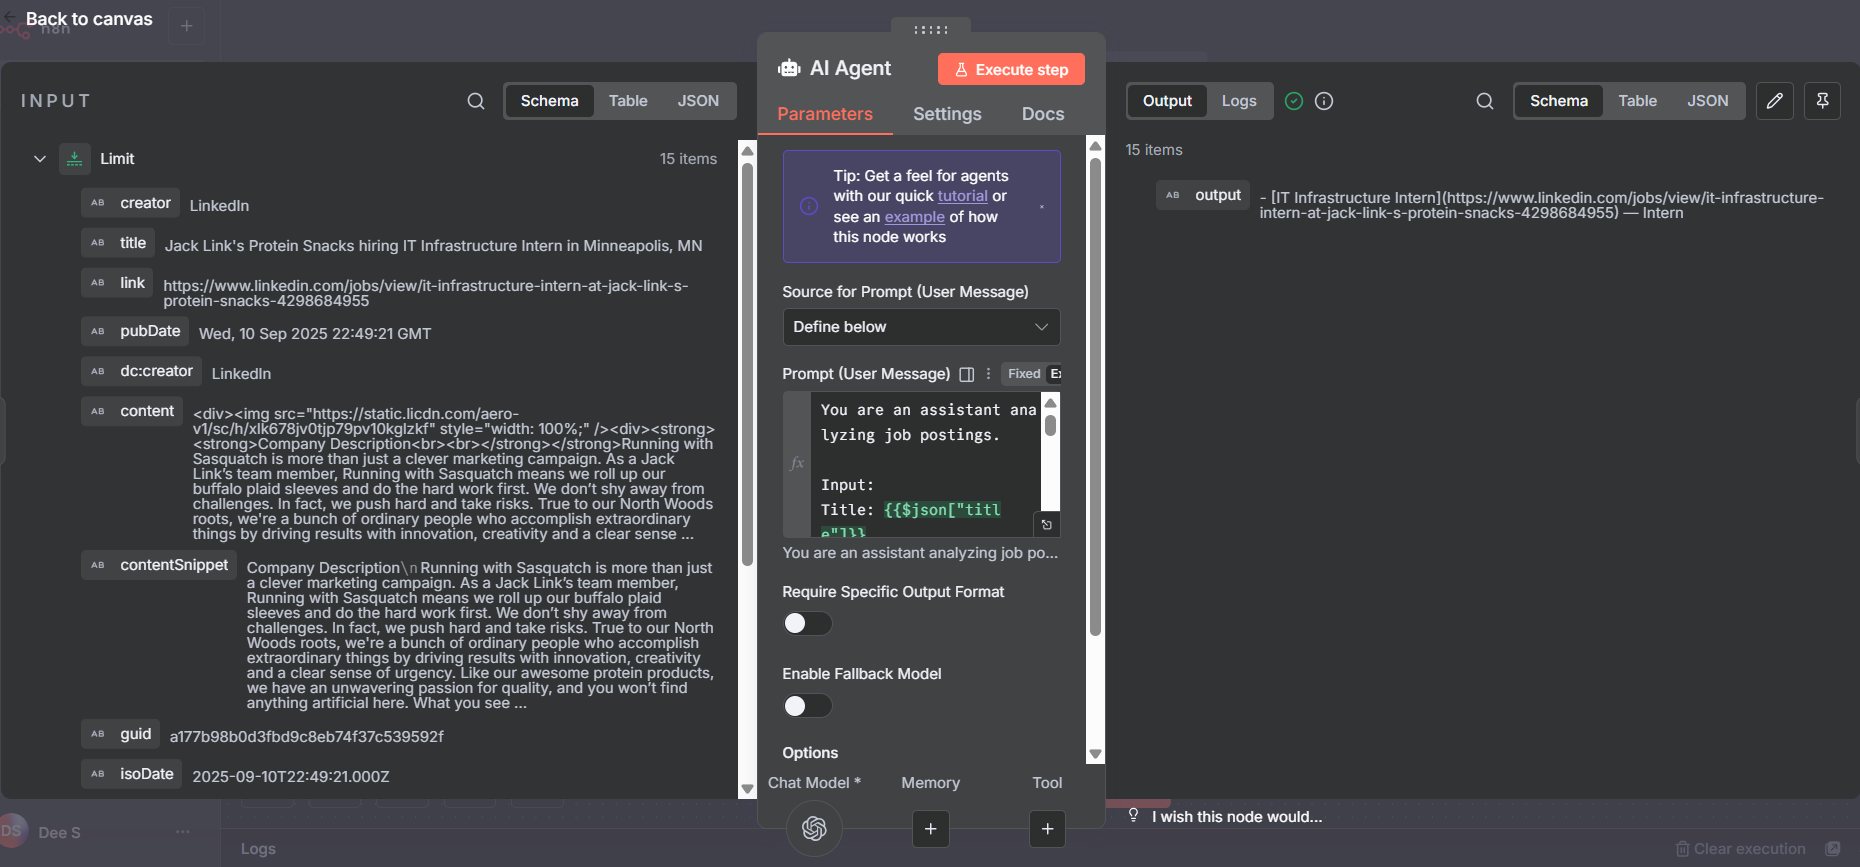 Back to canvas
n8n
INPUT
Schema
Table
JSON
Limit
15 items
AB creator LinkedIn
AB title Jack Link's Protein Snacks hiring IT Infrastructure Intern in Minneapolis, MN
AB link https://www.linkedin.com/jobs/view/it-infrastructure-intern-at-jack-link-s-
protein-snacks-4298684955
AB pubDate Wed, 10 Sep 2025 22:49:21 GMT
AB dc:creator LinkedIn
AB content <div><img src="https://static.licdn.com/aero-
v1/sc/h/xlk678jv0tjp79pv10kglzkf" style="width: 100%;" /><div><strong>
<strong>Company Description<br><br></strong></strong>Running with
Sasquatch is more than just a clever marketing campaign. As a Jack
Link’s team member, Running with Sasquatch means we roll up our
buffalo plaid sleeves and do the hard work first. We don’t shy away from
challenges. In fact, we push hard and take risks. True to our North Woods
roots, we're a bunch of ordinary people who accomplish extraordinary
things by driving results with innovation, creativity and a clear sense ...
AB contentSnippet Company Description\n Running with Sasquatch is more than just
a clever marketing campaign. As a Jack Link’s team member,
Running with Sasquatch means we roll up our buffalo plaid
sleeves and do the hard work first. We don’t shy away from
challenges. In fact, we push hard and take risks. True to our North
Woods roots, we're a bunch of ordinary people who accomplish
extraordinary things by driving results with innovation, creativity
and a clear sense of urgency. Like our awesome protein products,
we have an unwavering passion for quality, and you won’t find
anything artificial here. What you see ...
AB guid a177b98b0d3fbd9c8eb74f37c539592f
AB isoDate 2025-09-10T22:49:21.000Z
AI Agent
Execute step
Parameters
Settings
Docs
Tip: Get a feel for agents
with our quick tutorial or
see an example of how
this node works
Source for Prompt (User Message)
Define below
Prompt (User Message)
Fixed
Ex
fx
You are an assistant ana
lyzing job postings.
Input:
Title: {{$json["titl
e"]}}
You are an assistant analyzing job po...
Require Specific Output Format
Enable Fallback Model
Options
Chat Model *
Memory
Tool
Output
Logs
Schema
Table
JSON
15 items
AB output - [IT Infrastructure Intern](https://www.linkedin.com/jobs/view/it-infrastructure-
intern-at-jack-link-s-protein-snacks-4298684955) — Intern
I wish this node would...
DS
Dee S
Logs
Clear execution